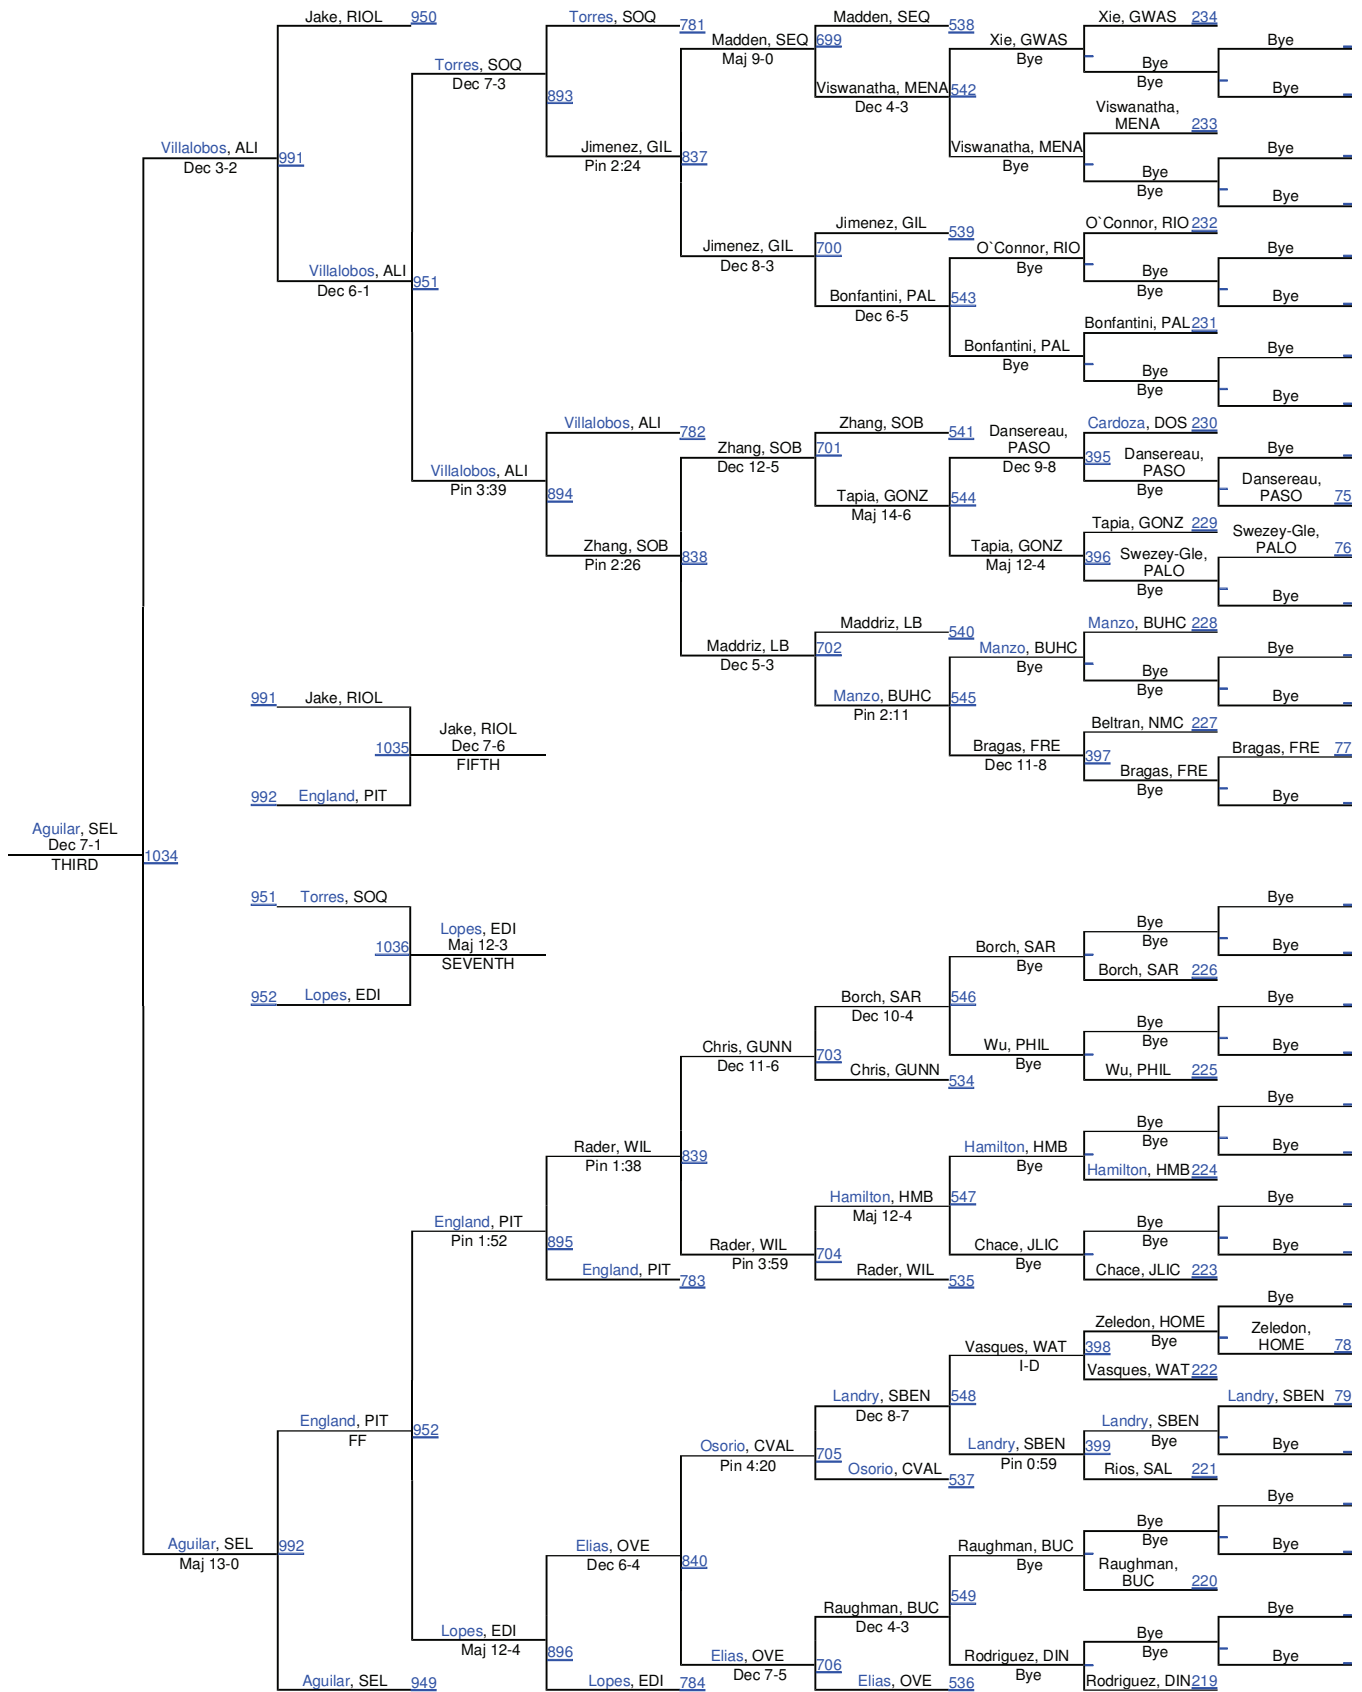 Jake, RIOL 950
Torres, SOQ 781
Madden, SEQ 538
Xie, GWAS 234
Madden, SEQ 699
Maj 9-0
Xie, GWAS
Bye
Bye
Bye
Bye
Bye
Torres, SOQ
Dec 7-3
893
Viswanatha, MENA 542
Dec 4-3
Viswanatha,
MENA 233
Villalobos, ALI
Dec 3-2
991
Jimenez, GIL 837
Pin 2:24
Viswanatha, MENA
Bye
Bye
Bye
Bye
Bye
Jimenez, GIL 539
O`Connor, RIO 232
Jimenez, GIL 700
Dec 8-3
O`Connor, RIO
Bye
Bye
Bye
Bye
Bye
Villalobos, ALI 951
Dec 6-1
Bonfantini, PAL 543
Dec 6-5
Bonfantini, PAL 231
Bonfantini, PAL
Bye
Bye
Bye
Bye
Bye
Villalobos, ALI 782
Zhang, SOB 541
Cardoza, DOS 230
Zhang, SOB 701
Dec 12-5
Dansereau,
PASO
Dec 9-8
395
Dansereau,
PASO
Bye
Bye
Dansereau,
PASO 75
Villalobos, ALI
Pin 3:39
894
Tapia, GONZ 544
Maj 14-6
Tapia, GONZ 229
Swezey-Gle,
PALO 76
Zhang, SOB 838
Pin 2:26
Tapia, GONZ
Maj 12-4
396
Swezey-Gle,
PALO
Bye
Bye
Maddriz, LB 540
Manzo, BUHC 228
Maddriz, LB 702
Dec 5-3
Manzo, BUHC
Bye
Bye
Bye
Bye
Bye
991 Jake, RIOL
Manzo, BUHC 545
Pin 2:11
Beltran, NMC 227
1035
Jake, RIOL
Dec 7-6
FIFTH
Bragas, FRE
Dec 11-8
397
Bragas, FRE
Bye
Bragas, FRE 77
Bye
992 England, PIT
Aguilar, SEL
Dec 7-1
THIRD
1034
951 Torres, SOQ
1036
Lopes, EDI
Maj 12-3
SEVENTH
952 Lopes, EDI
Borch, SAR
Bye
Bye
Bye
Bye
Bye
Borch, SAR 226
Borch, SAR 546
Dec 10-4
Chris, GUNN 703
Dec 11-6
Chris, GUNN 534
Wu, PHIL
Bye
Bye
Bye
Bye
Bye
Wu, PHIL 225
Rader, WIL 839
Pin 1:38
Hamilton, HMB
Bye
Bye
Bye
Bye
Bye
Hamilton, HMB 224
Hamilton, HMB 547
Maj 12-4
England, PIT
Pin 1:52
895
England, PIT 783
Rader, WIL 704
Pin 3:59
Rader, WIL 535
Chace, JLIC
Bye
Bye
Bye
Bye
Bye
Chace, JLIC 223
Vasques, WAT
I-D
398
Zeledon, HOME
Bye
Bye
Zeledon,
HOME 78
Vasques, WAT 222
Landry, SBEN 548
Dec 8-7
England, PIT 952
FF
Osorio, CVAL 705
Pin 4:20
Osorio, CVAL 537
Landry, SBEN
Pin 0:59
399
Landry, SBEN
Bye
Landry, SBEN 79
Bye
Rios, SAL 221
Aguilar, SEL 992
Maj 13-0
Elias, OVE 840
Dec 6-4
Raughman, BUC
Bye
Bye
Bye
Bye
Bye
Raughman,
BUC 220
Raughman, BUC 549
Dec 4-3
Lopes, EDI 896
Maj 12-4
Elias, OVE 706
Dec 7-5
Rodriguez, DIN
Bye
Bye
Bye
Bye
Bye
Aguilar, SEL 949
Lopes, EDI 784
Elias, OVE 536
Rodriguez, DIN 219